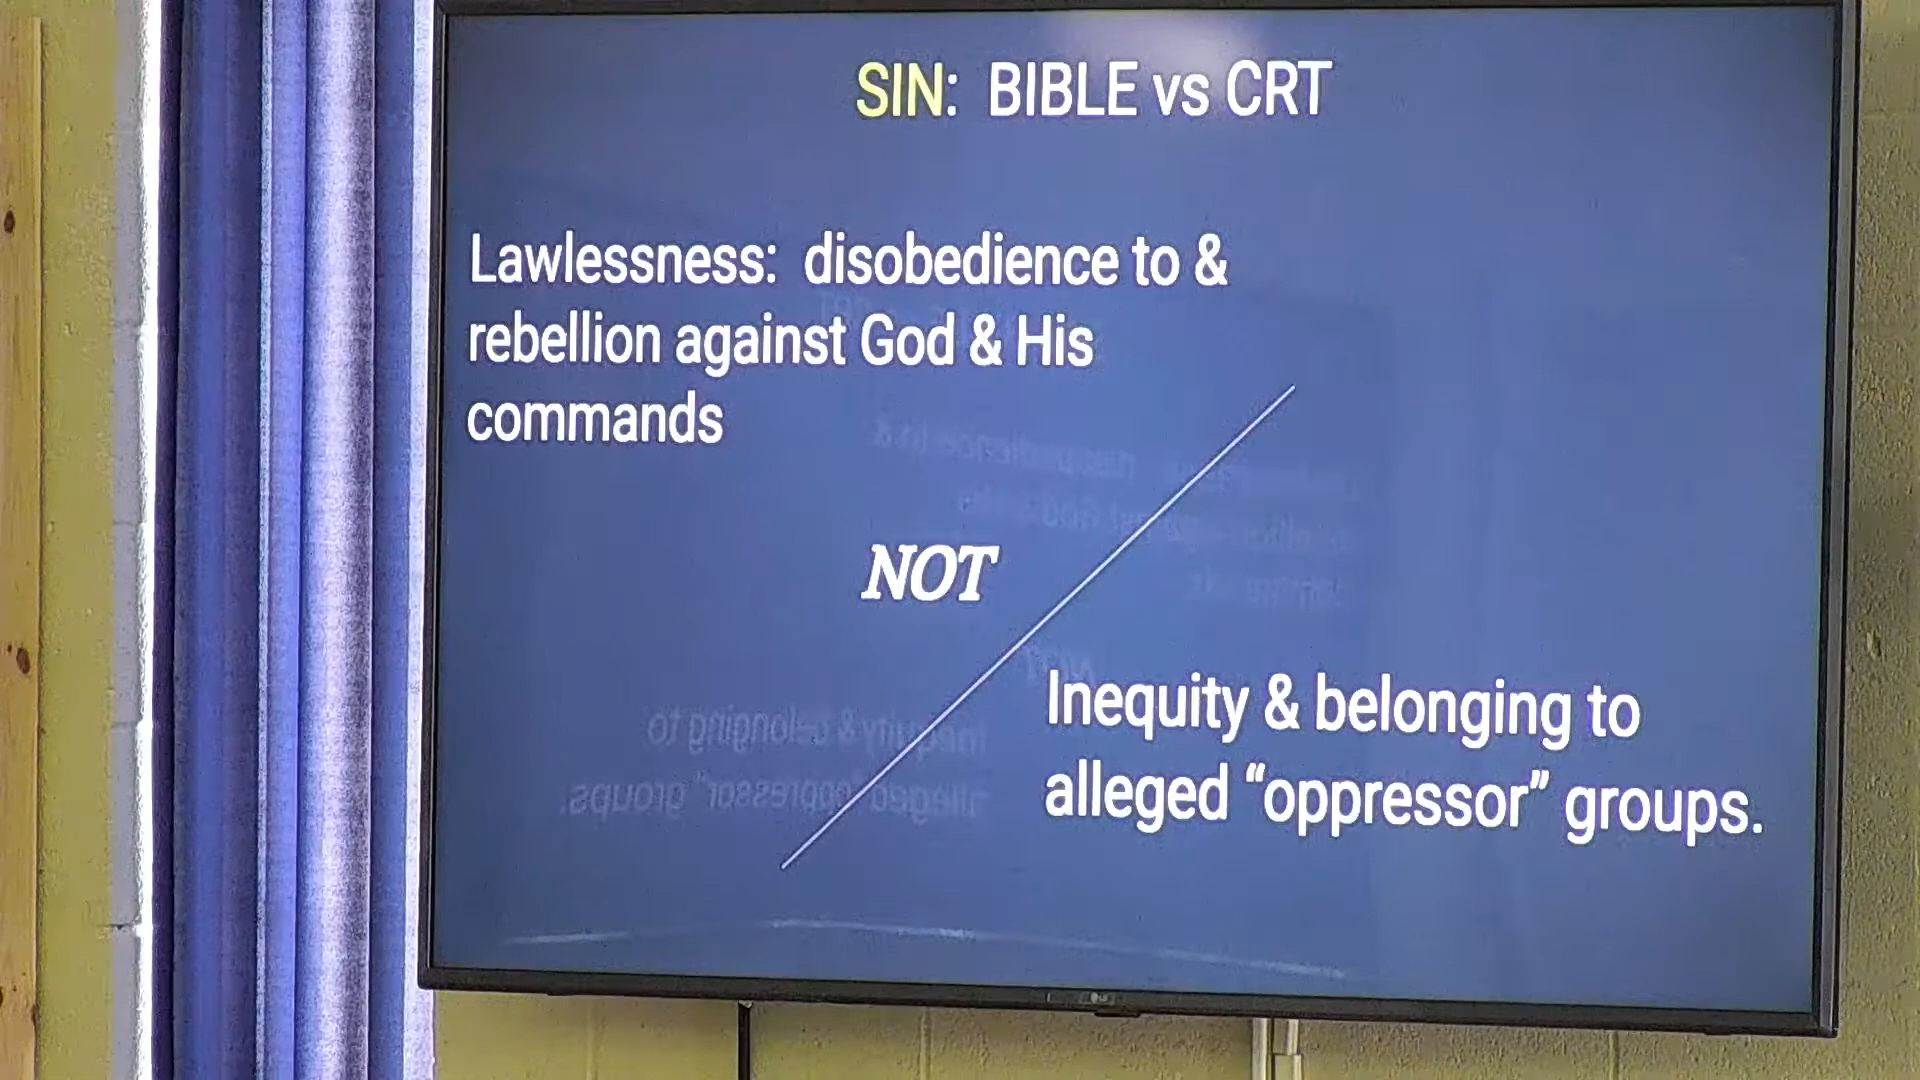 SIN: BIBLE vs CRT
Lawlessness: disobedience to &
rebellion against God & His
commands
NOT
Inequity & belonging to
alleged “oppressor” groups.
LG